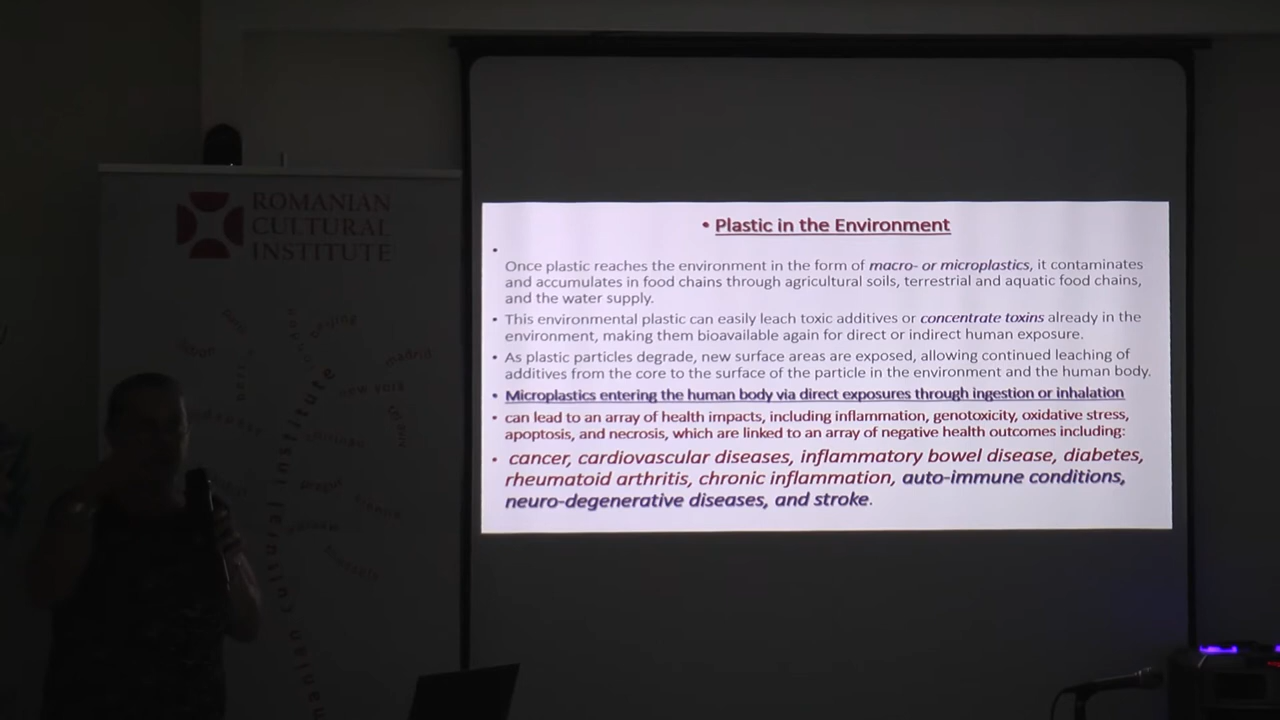 ROMANIAN
CULTURAL
INSTITUTE
• Plastic in the Environment
•
Once plastic reaches the environment in the form of macro- or microplastics, it contaminates
and accumulates in food chains through agricultural soils, terrestrial and aquatic food chains,
and the water supply.
• This environmental plastic can easily leach toxic additives or concentrate toxins already in the
environment, making them bioavailable again for direct or indirect human exposure.
• As plastic particles degrade, new surface areas are exposed, allowing continued leaching of
additives from the core to the surface of the particle in the environment and the human body.
• Microplastics entering the human body via direct exposures through ingestion or inhalation
• can lead to an array of health impacts, including inflammation, genotoxicity, oxidative stress,
apoptosis, and necrosis, which are linked to an array of negative health outcomes including:
• cancer, cardiovascular diseases, inflammatory bowel disease, diabetes,
rheumatoid arthritis, chronic inflammation, auto-immune conditions,
neuro-degenerative diseases, and stroke.
madrid
new york
cultural institute